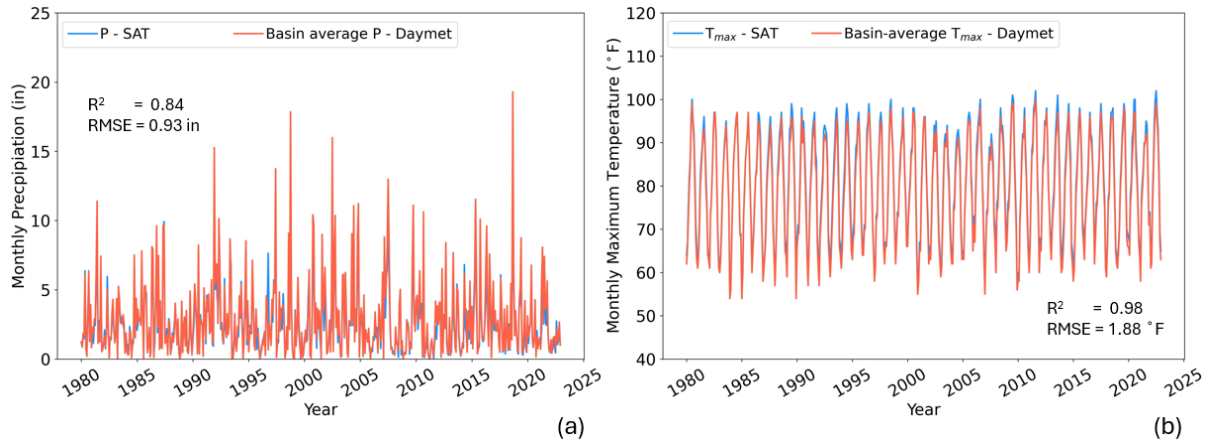 P - SAT
Basin average P - Daymet
R² = 0.84
RMSE = 0.93 in
Monthly Precpipiation (in)
25
20
15
10
5
0
1980
1985
1990
1995
2000
2005
2010
2015
2020
2025
Year
(a)
Tmax - SAT
Basin-average Tmax - Daymet
Monthly Maximum Temperature (°F)
120
110
100
90
80
70
60
50
40
R² = 0.98
RMSE = 1.88 °F
1980
1985
1990
1995
2000
2005
2010
2015
2020
2025
Year
(b)